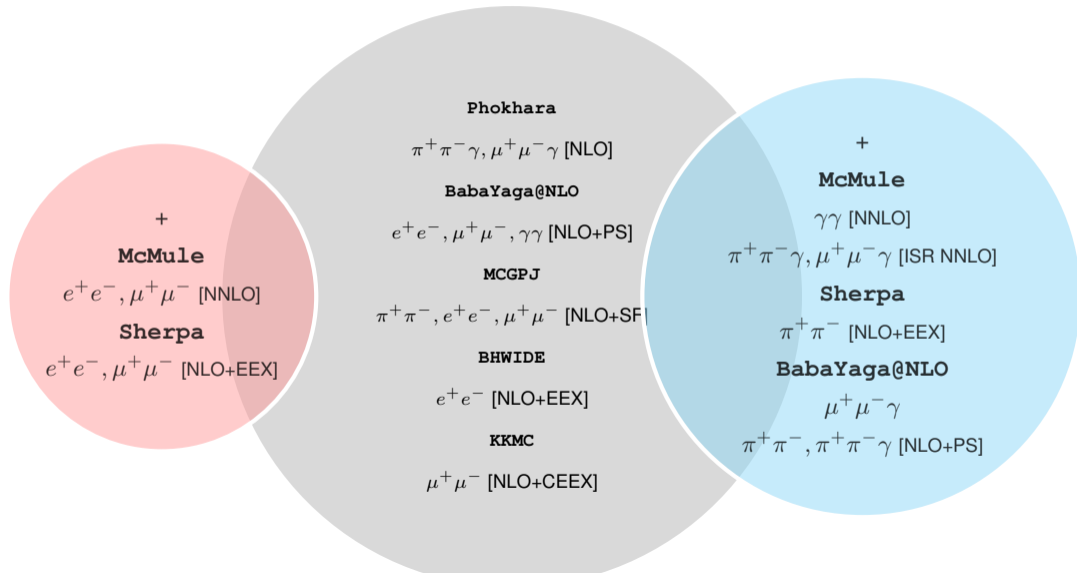 +
McMule
e⁺e⁻, μ⁺μ⁻ [NNLO]
Sherpa
e⁺e⁻, μ⁺μ⁻ [NLO+EEX]
Phokhara
π⁺π⁻γ, μ⁺μ⁻γ [NLO]
BabaYaga@NLO
e⁺e⁻, μ⁺μ⁻, γγ [NLO+PS]
MCGPJ
π⁺π⁻, e⁺e⁻, μ⁺μ⁻ [NLO+SF]
BHWIDE
e⁺e⁻ [NLO+EEX]
KKMC
μ⁺μ⁻ [NLO+CEEX]
+
McMule
γγ [NNLO]
π⁺π⁻γ, μ⁺μ⁻γ [ISR NNLO]
Sherpa
π⁺π⁻ [NLO+EEX]
BabaYaga@NLO
μ⁺μ⁻γ
π⁺π⁻, π⁺π⁻γ [NLO+PS]